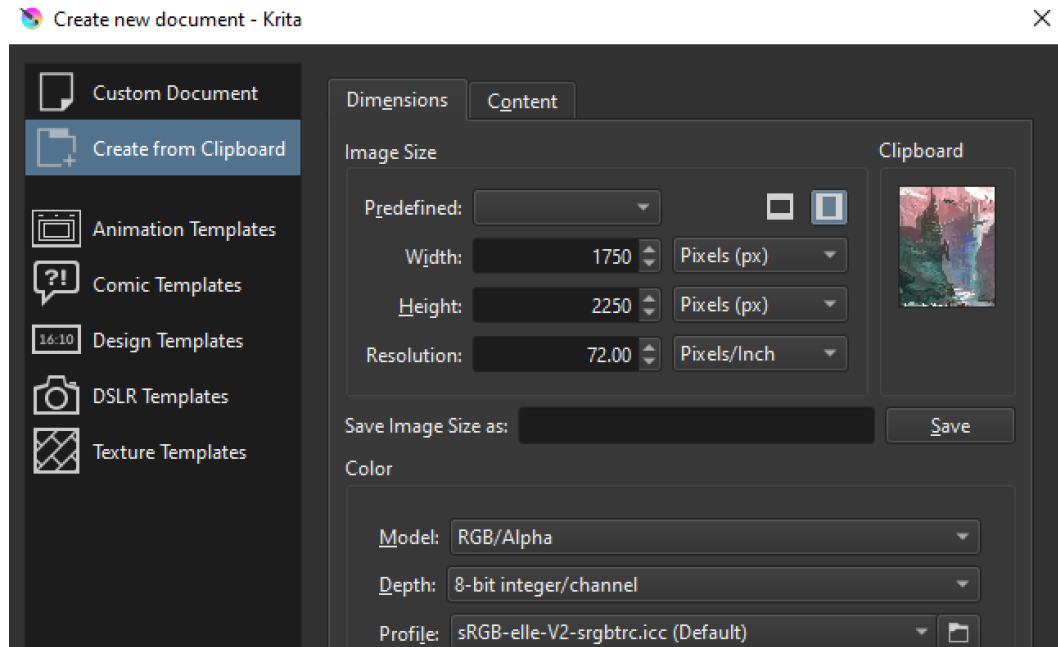 Create new document - Krita
Custom Document
Create from Clipboard
Animation Templates
?!
Comic Templates
16:10
Design Templates
DSLR Templates
Texture Templates
Dimensions
Content
Image Size
Predefined:
Width: 1750 Pixels (px)
Height: 2250 Pixels (px)
Resolution: 72.00 Pixels/Inch
Clipboard
Save Image Size as: Save
Color
Model: RGB/Alpha
Depth: 8-bit integer/channel
Profile: sRGB-elle-V2-srgbtrc.icc (Default)